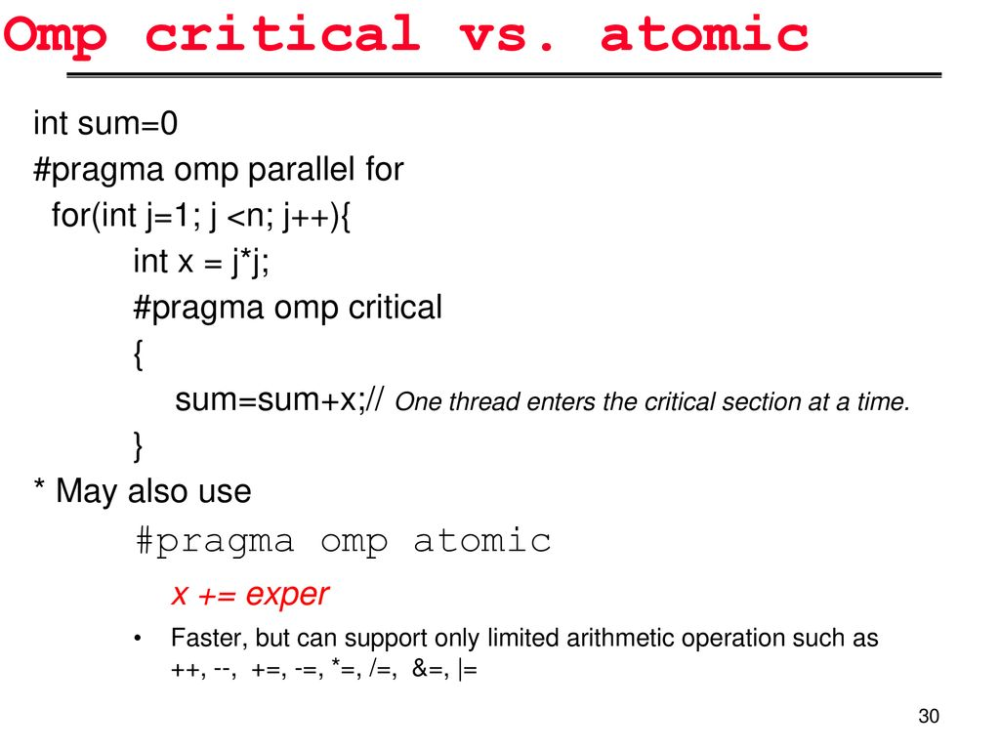 Omp critical vs. atomic
int sum=0
#pragma omp parallel for
for(int j=1; j <n; j++){
int x = j*j;
#pragma omp critical
{
sum=sum+x;// One thread enters the critical section at a time.
}
* May also use
#pragma omp atomic
x += exper
• Faster, but can support only limited arithmetic operation such as
++, --, +=, -=, *=, /=, &=, |=
30